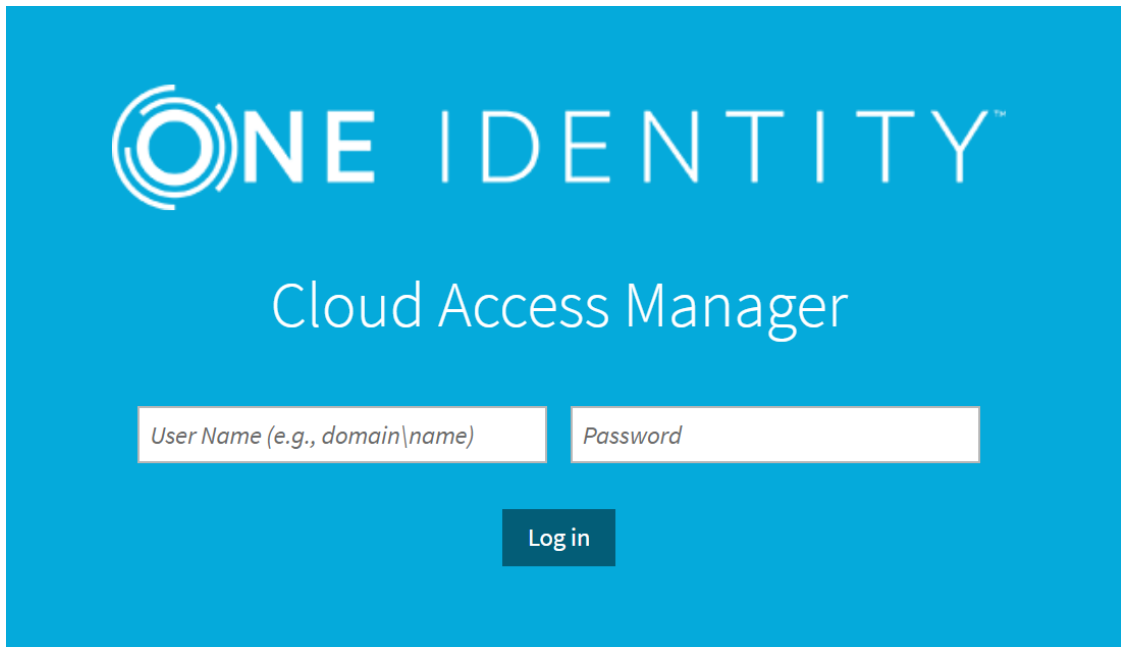 ONE IDENTITY™
Cloud Access Manager
User Name (e.g., domain\name) Password
Log in